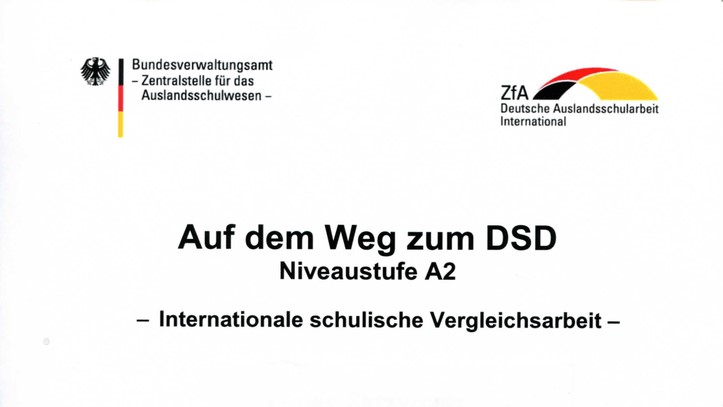 Bundesverwaltungsamt
– Zentralstelle für das
Auslandsschulwesen –
ZfA
Deutsche Auslandsschularbeit
International
Auf dem Weg zum DSD
Niveaustufe A2
– Internationale schulische Vergleichsarbeit –